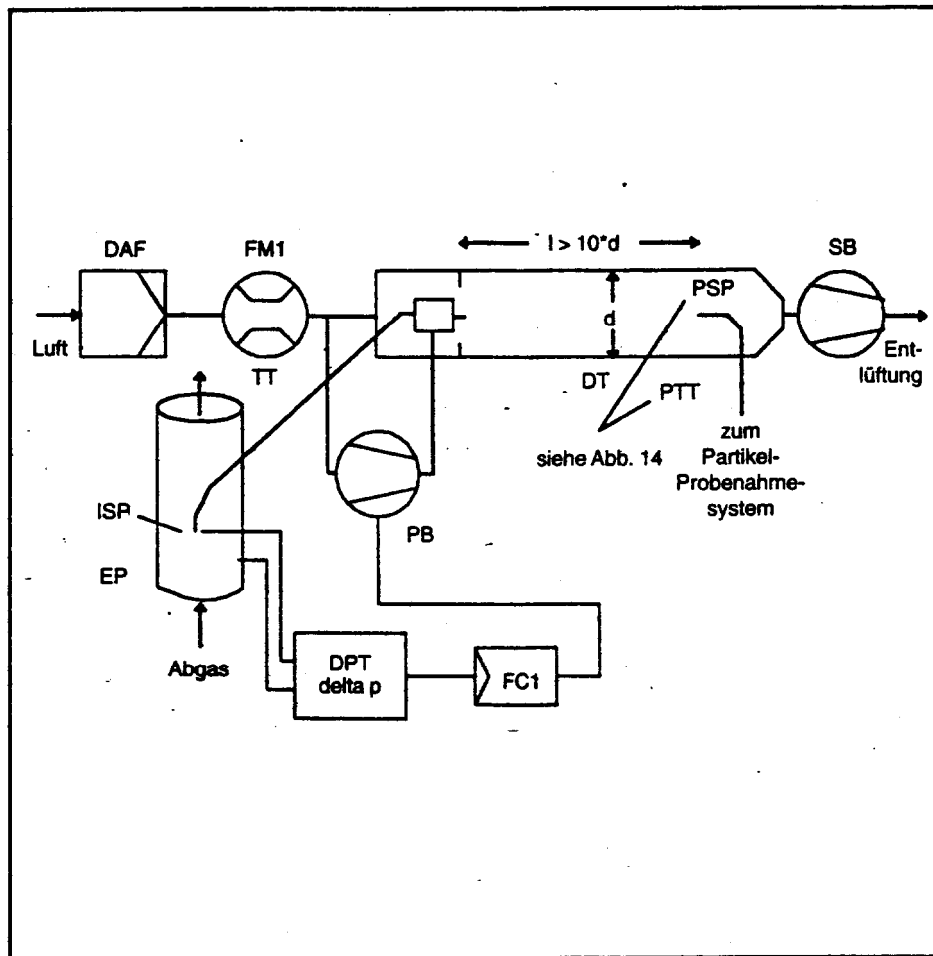 DAF
FM1
l > 10*d
SB
PSP
d
Luft
TT
Ent-
lüftung
DT
PTT
siehe Abb. 14
zum
Partikel-
Probenahme-
system
ISP
PB
EP
Abgas
DPT
delta p
FC1